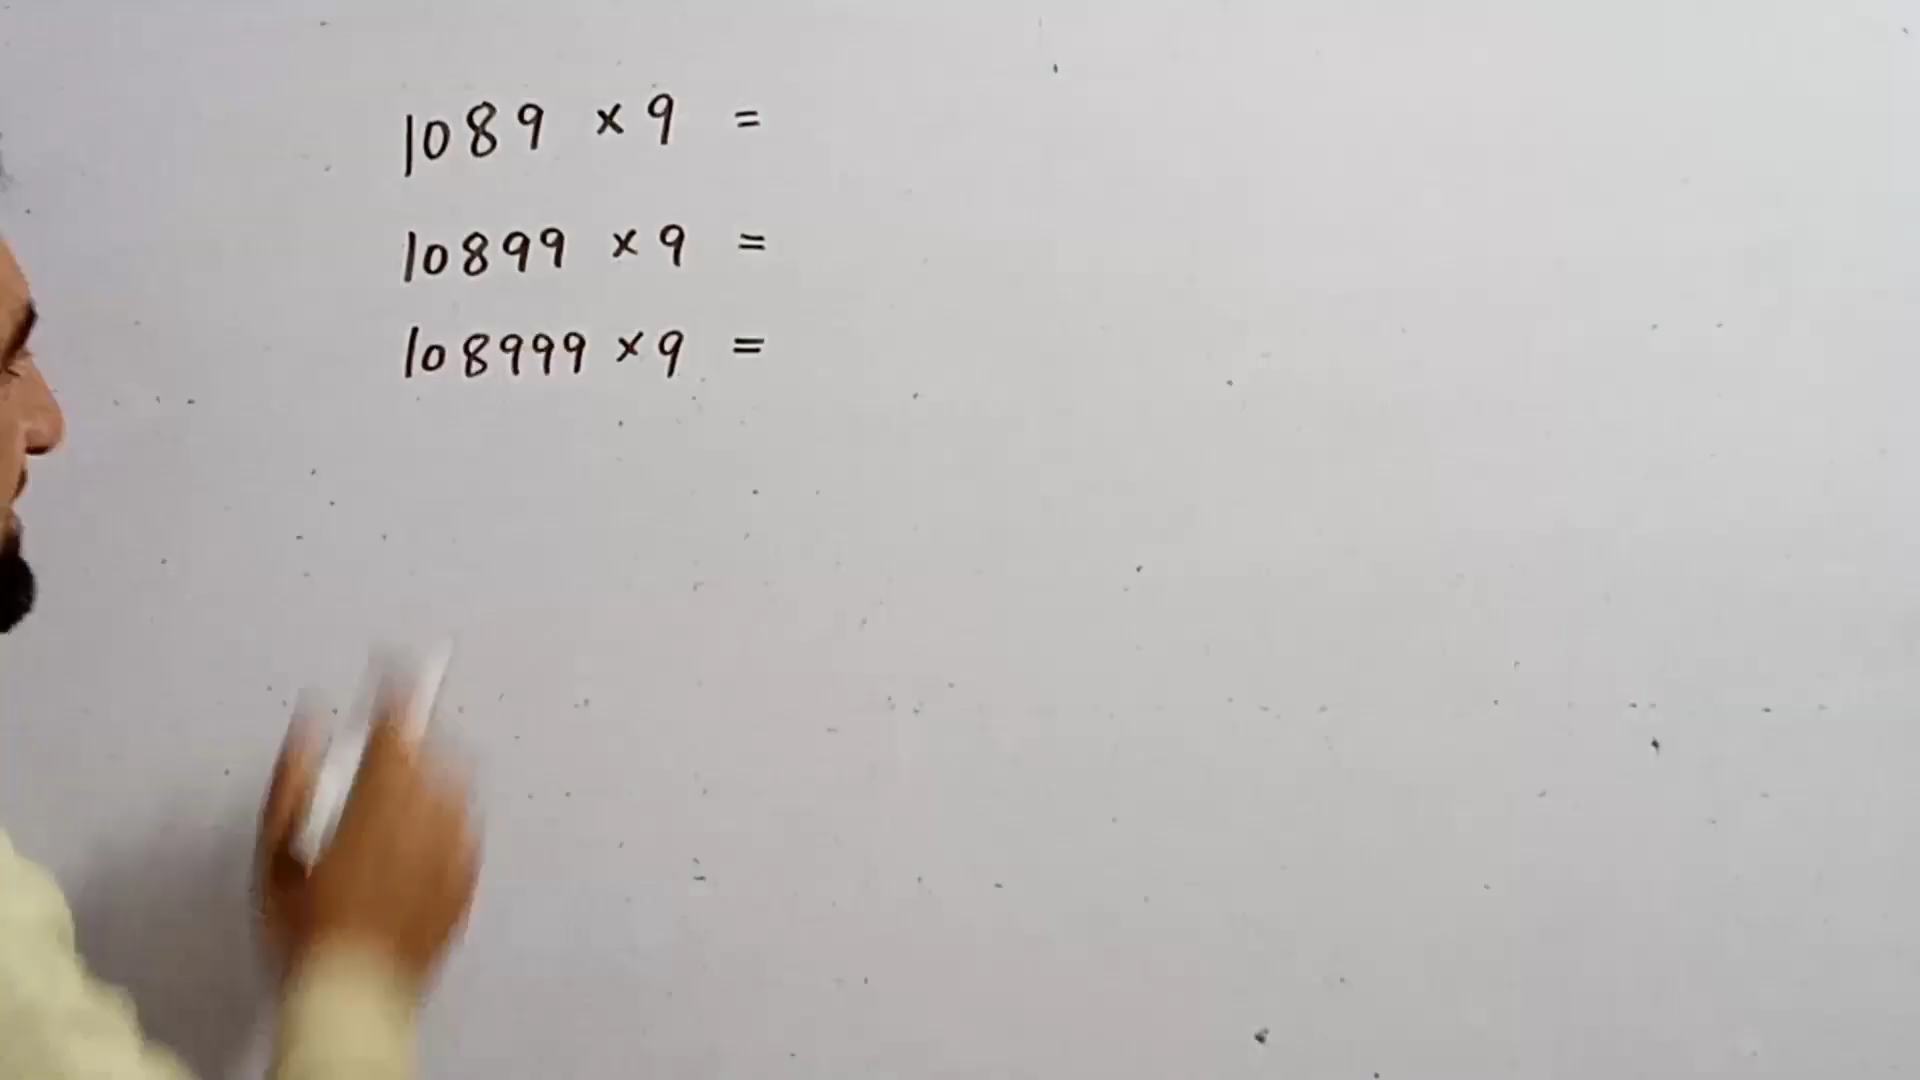 1089 × 9 =
10899 × 9 =
108999 × 9 =